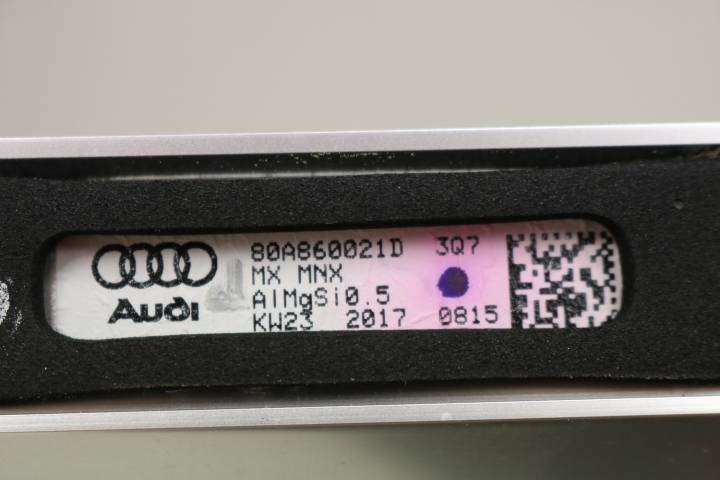 Audi
80A860021D 3Q7
MX MNX
AlMgSi0.5
KW23 2017 0815